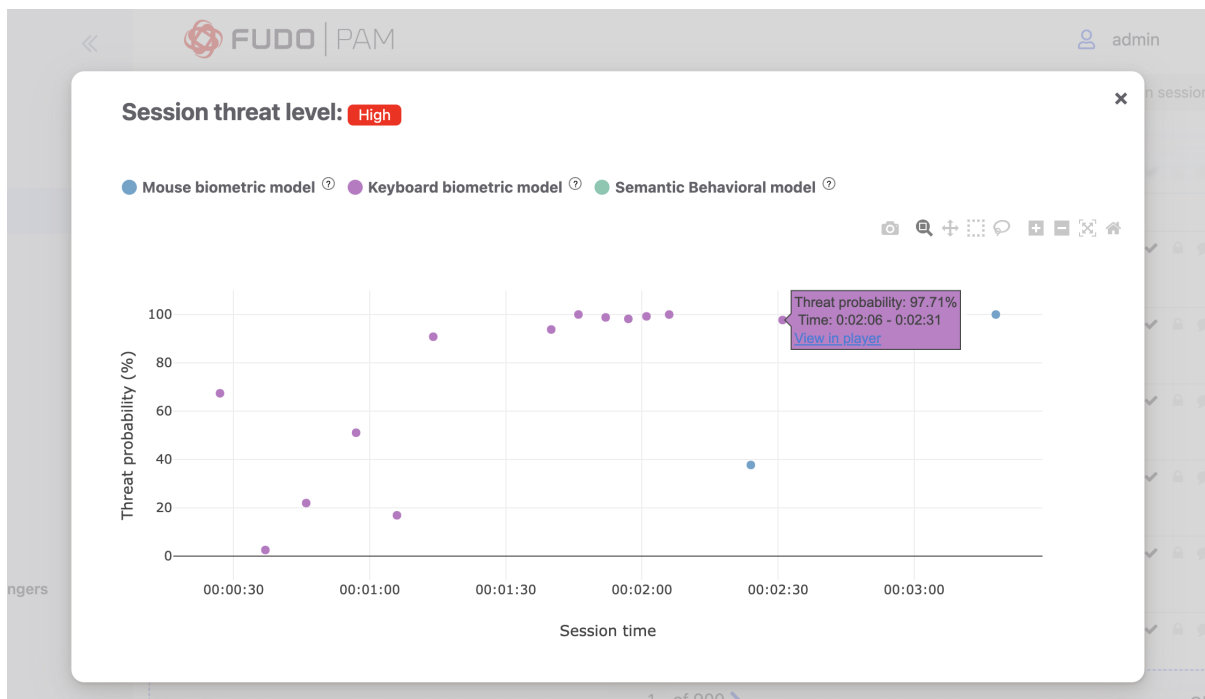 FUDO PAM
admin
n session
Session threat level: High
Mouse biometric model ? Keyboard biometric model ? Semantic Behavioral model ?
Threat probability: 97.71%
Time: 0:02:06 - 0:02:31
View in player
100
80
60
40
20
0
Threat probability (%)
00:00:30 00:01:00 00:01:30 00:02:00 00:02:30 00:03:00
Session time
ngers